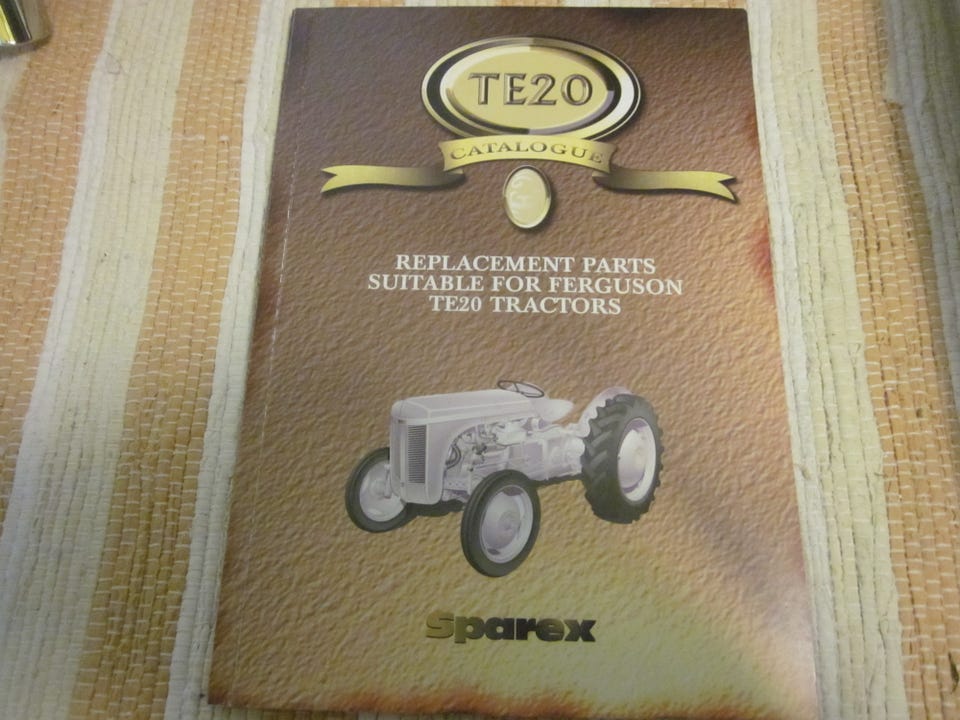 TE20
CATALOGUE
REPLACEMENT PARTS
SUITABLE FOR FERGUSON
TE20 TRACTORS
sparex